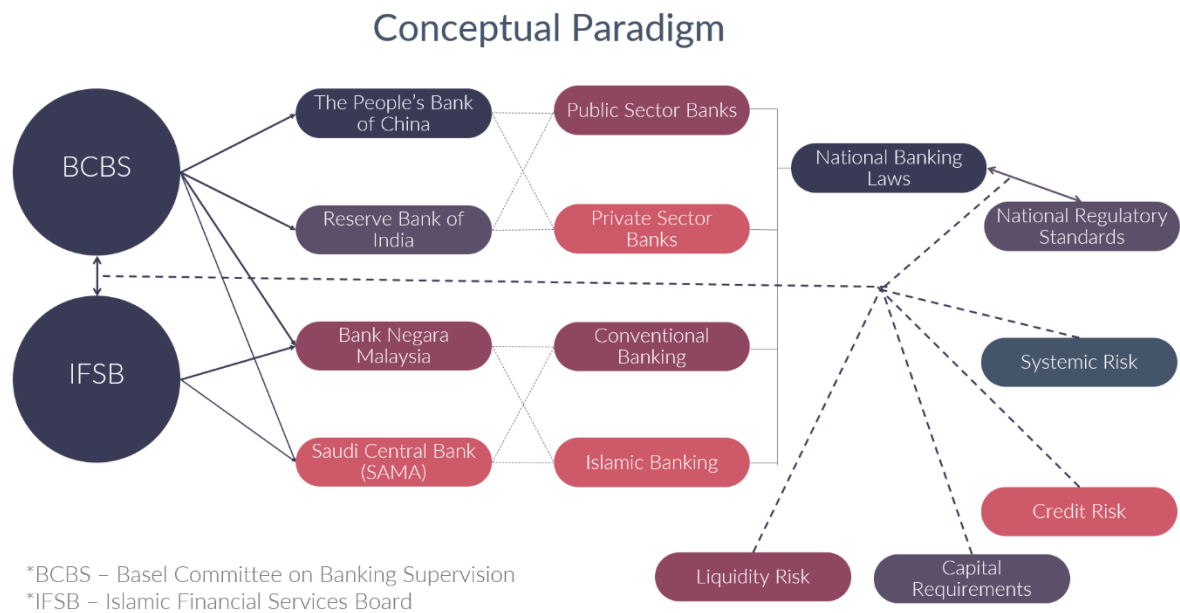 Conceptual Paradigm
BCBS
IFSB
The People's Bank
of China
Reserve Bank of
India
Bank Negara
Malaysia
Saudi Central Bank
(SAMA)
Public Sector Banks
Private Sector
Banks
Conventional
Banking
Islamic Banking
National Banking
Laws
National Regulatory
Standards
Systemic Risk
Credit Risk
Capital
Requirements
Liquidity Risk
*BCBS – Basel Committee on Banking Supervision
*IFSB – Islamic Financial Services Board